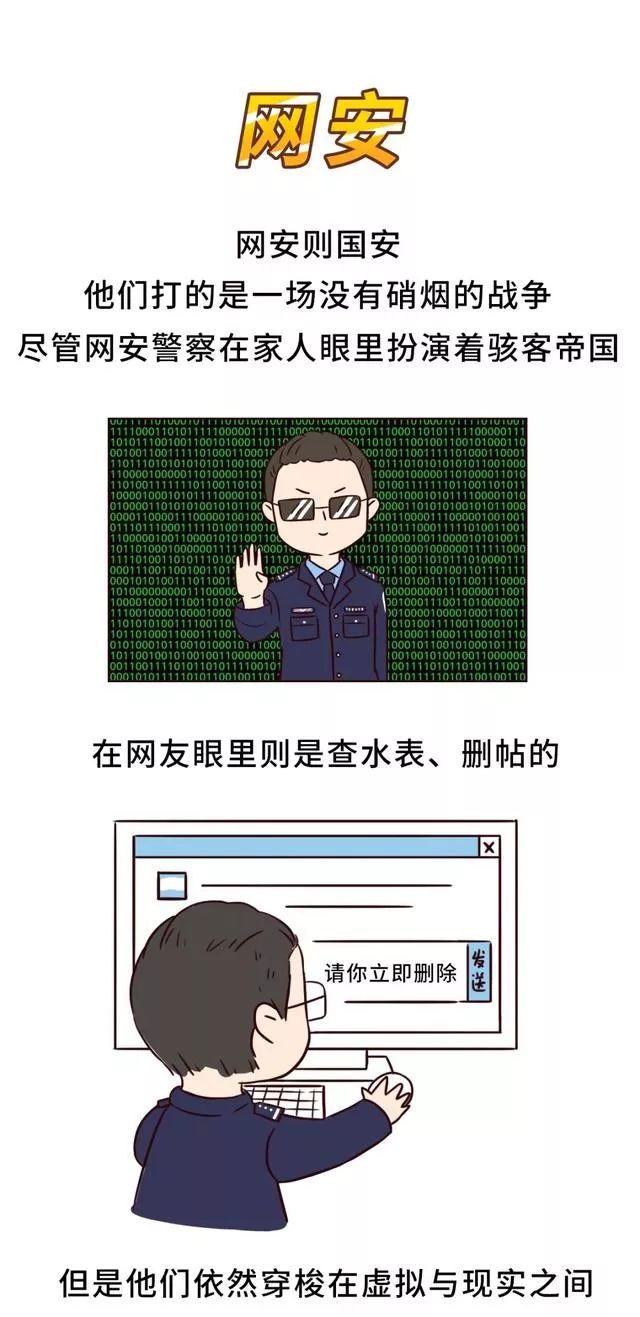 网安
网安则国安
他们打的是一场没有硝烟的战争
尽管网安警察在家人眼里扮演着骇客帝国
在网友眼里则是查水表、删帖的
请你立即删除
发送
但是他们依然穿梭在虚拟与现实之间